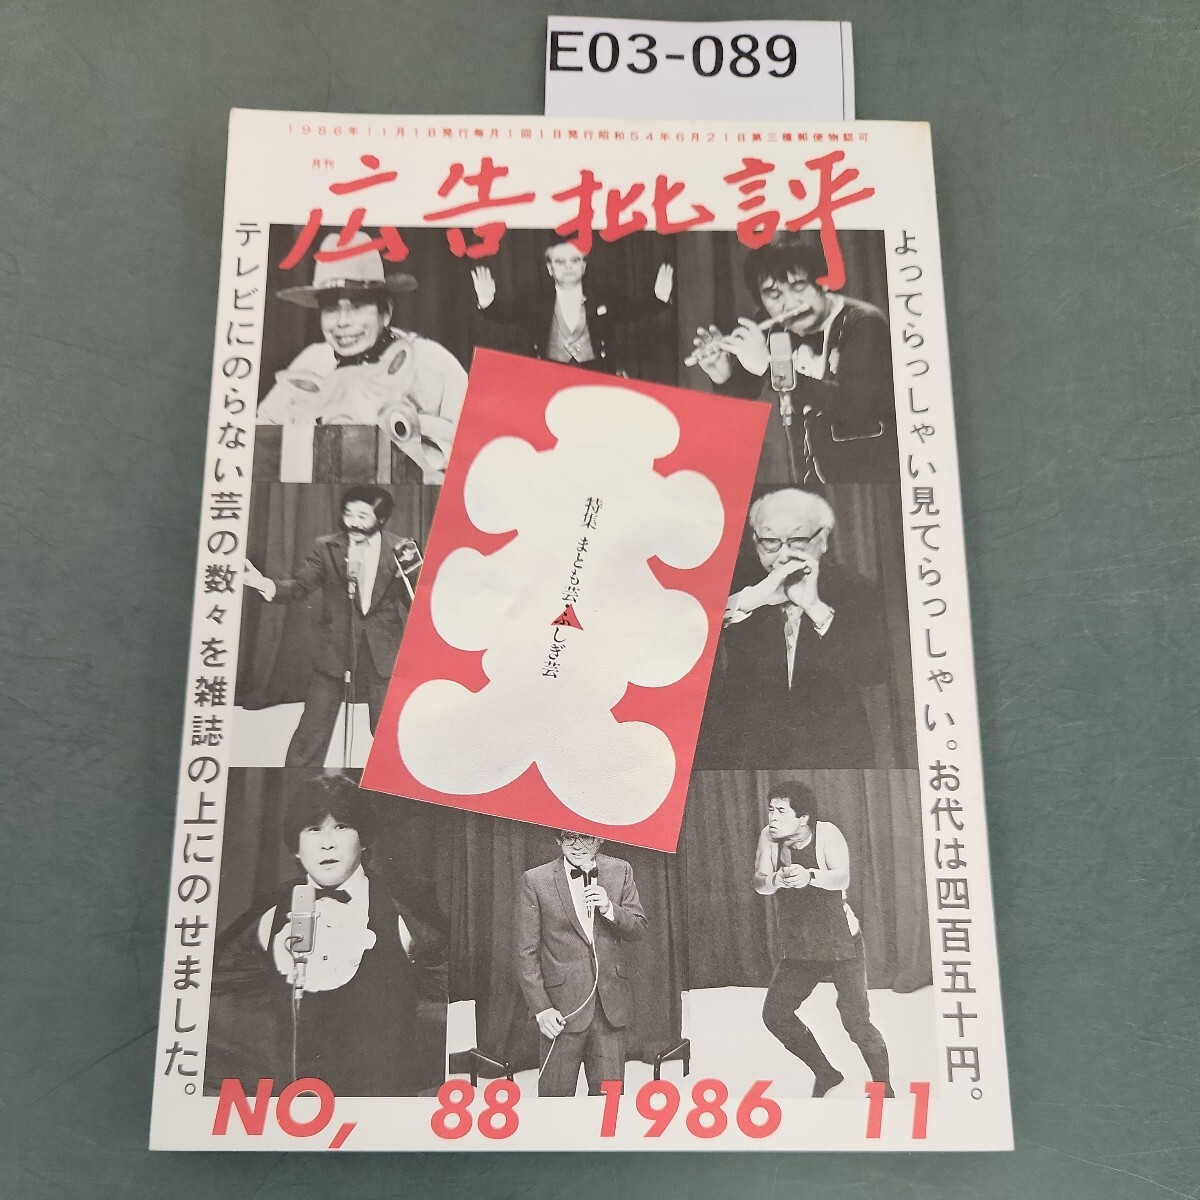 E03-089
1986年11月1日発行毎月1回1日発行昭和54年6月21日第三種郵便物認可
月刊
広告批評
よってらっしゃい見てらっしゃい。お代は四百五十円。
特集 まとも芸・ふしぎ芸
テレビにのらない芸の数々を雑誌の上にのせました。
NO, 88 1986 11